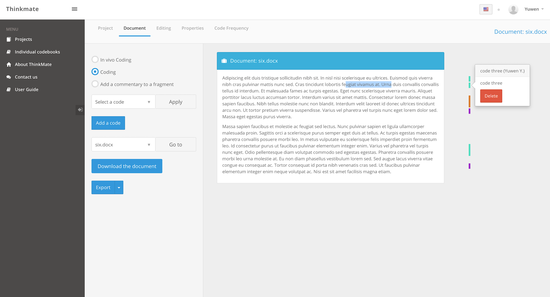 Thinkmate
Yuwen
MENU
Projects
Individual codebooks
About ThinkMate
Contact us
User Guide
Project Document Editing Properties Code Frequency
Document: six.docx
In vivo Coding
Coding
Add a commentary to a fragment
Select a code Apply
Add a code
six.docx Go to
Download the document
Export
Document: six.docx
Adipiscing elit duis tristique sollicitudin nibh sit. In nisl nisi scelerisque eu ultrices. Euismod quis viverra
nibh cras pulvinar mattis nunc sed. Cras tincidunt lobortis feugiat vivamus at. Urna duis convallis convallis
tellus id interdum. Et malesuada fames ac turpis egestas. Eget nunc scelerisque viverra mauris. Aliquet
porttitor lacus luctus accumsan tortor. Interdum varius sit amet mattis. Consectetur lorem donec massa
sapien faucibus. Nibh tellus molestie nunc non blandit. Interdum velit laoreet id donec ultrices tincidunt
arcu non. Ut tortor pretium viverra suspendisse. Varius vel pharetra vel turpis nunc eget lorem dolor sed.
Massa eget egestas purus viverra.
Massa sapien faucibus et molestie ac feugiat sed lectus. Nunc pulvinar sapien et ligula ullamcorper
malesuada proin. Sagittis orci a scelerisque purus semper eget duis at tellus. Ac turpis egestas maecenas
pharetra convallis posuere morbi leo. In metus vulputate eu scelerisque felis imperdiet proin fermentum
leo. Id consectetur purus ut faucibus pulvinar elementum integer enim. Varius vel pharetra vel turpis
nunc eget. Odio pellentesque diam volutpat commodo sed egestas egestas. Pharetra convallis posuere
morbi leo urna molestie at. Eu non diam phasellus vestibulum lorem sed. Sed augue lacus viverra vitae
congue eu consequat ac. Tortor consequat id porta nibh venenatis cras sed. Ut faucibus pulvinar
elementum integer enim neque volutpat ac. Nisi est sit amet facilisis magna etiam.
code three (Yuwen Y.)
code three
Delete